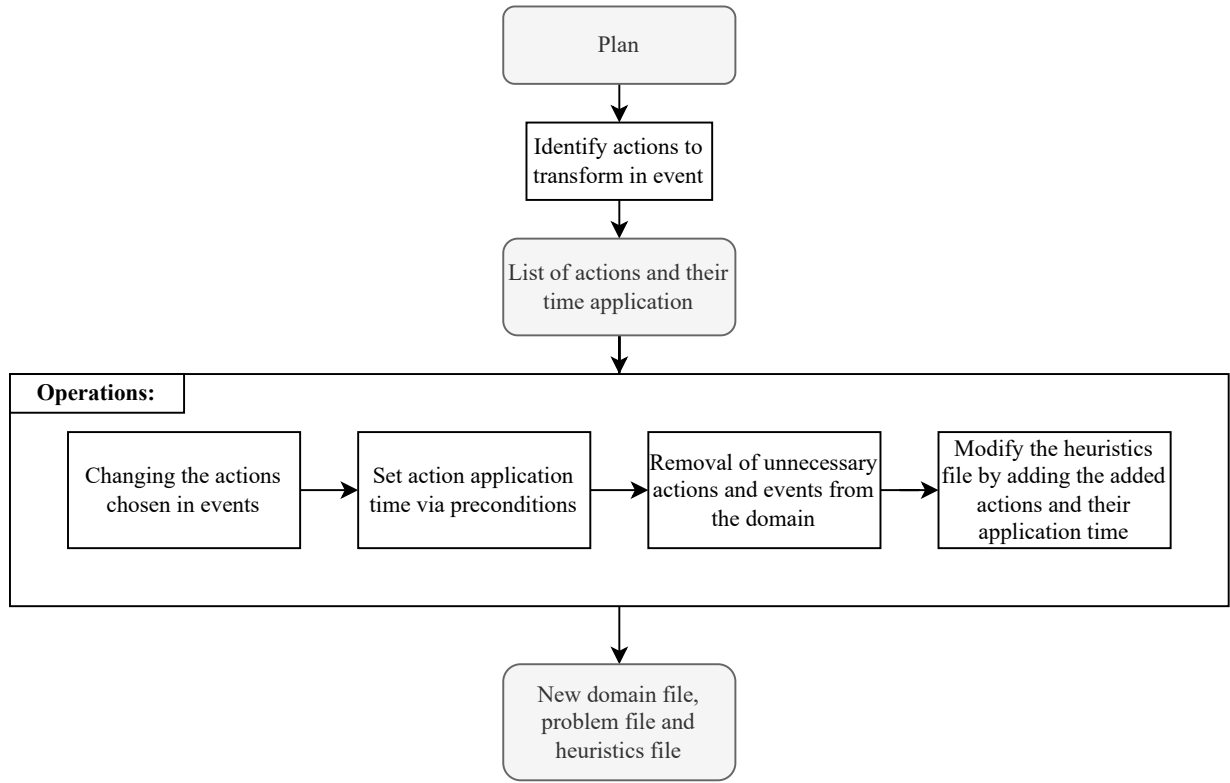 Plan
Identify actions to
transform in event
List of actions and their
time application
Operations:
Changing the actions
chosen in events
Set action application
time via preconditions
Removal of unnecessary
actions and events from
the domain
Modify the heuristics
file by adding the added
actions and their
application time
New domain file,
problem file and
heuristics file